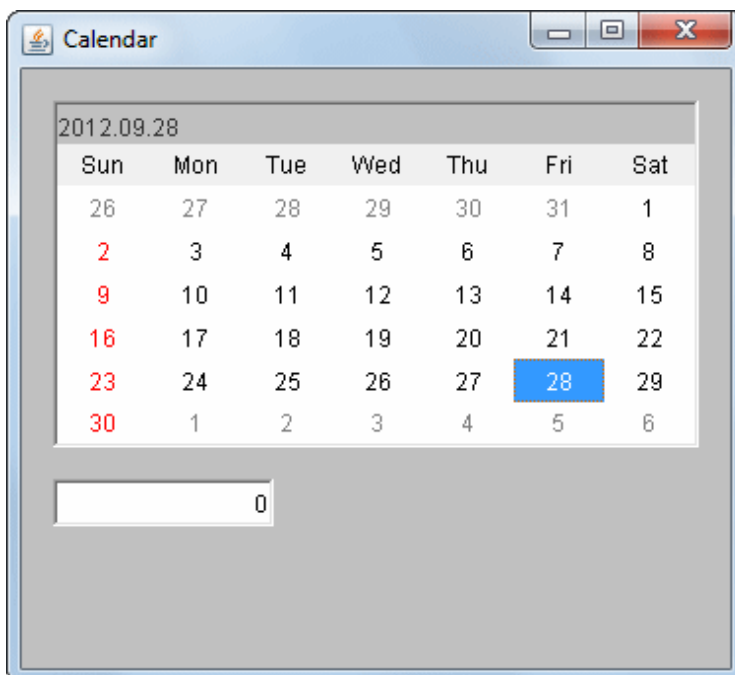 Calendar
2012.09.28
Sun Mon Tue Wed Thu Fri Sat
26 27 28 29 30 31 1
2 3 4 5 6 7 8
9 10 11 12 13 14 15
16 17 18 19 20 21 22
23 24 25 26 27 28 29
30 1 2 3 4 5 6
0